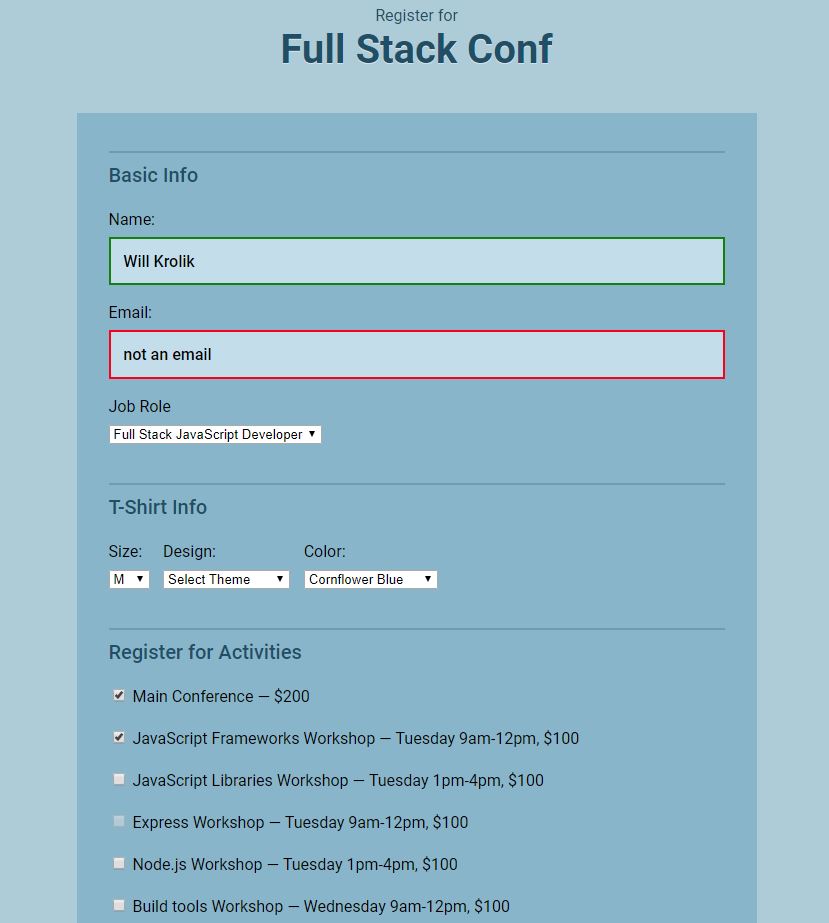 Register for
Full Stack Conf
Basic Info
Name:
Will Krolik
Email:
not an email
Job Role
Full Stack JavaScript Developer
T-Shirt Info
Size: Design: Color:
M Select Theme Cornflower Blue
Register for Activities
Main Conference — $200
JavaScript Frameworks Workshop — Tuesday 9am-12pm, $100
JavaScript Libraries Workshop — Tuesday 1pm-4pm, $100
Express Workshop — Tuesday 9am-12pm, $100
Node.js Workshop — Tuesday 1pm-4pm, $100
Build tools Workshop — Wednesday 9am-12pm, $100